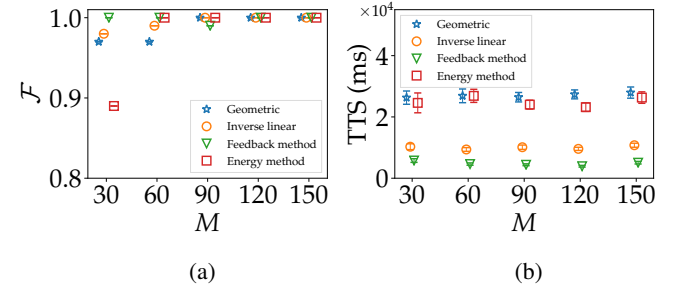 1.0
0.9
0.8
ℱ
Geometric
Inverse linear
Feedback method
Energy method
30 60 90 120 150
M
(a)
×10⁴
4
2
0
TTS (ms)
Geometric
Inverse linear
Feedback method
Energy method
30 60 90 120 150
M
(b)